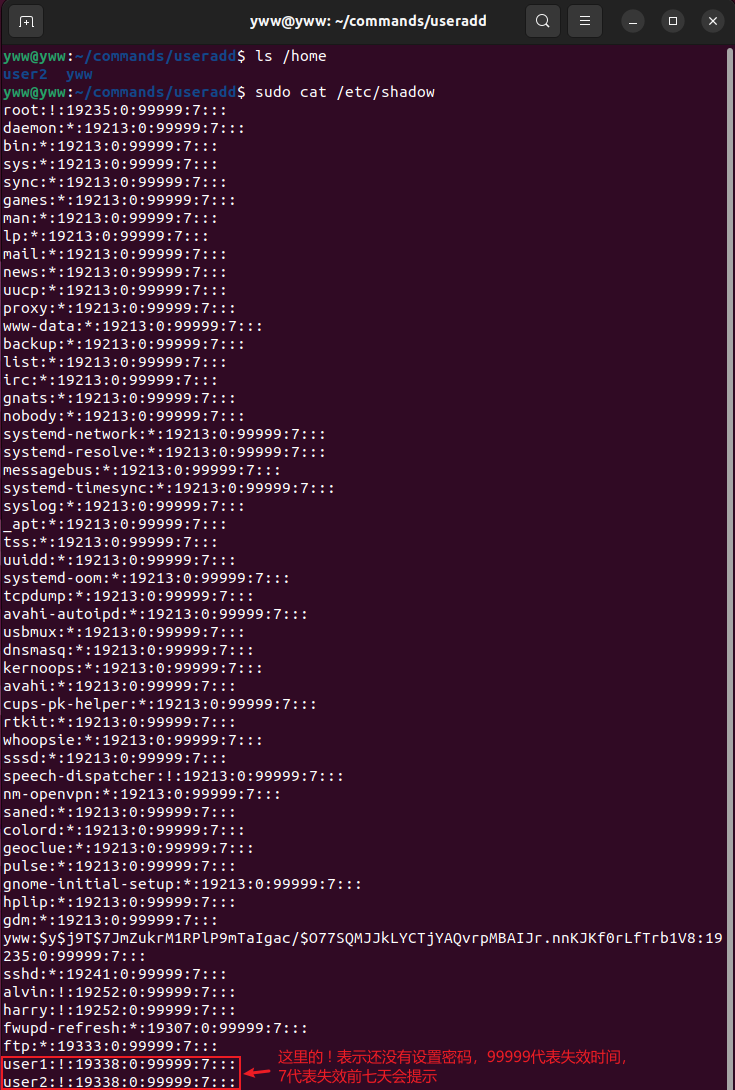 yww@yww: ~/commands/useradd
yww@yww:~/commands/useradd$ ls /home
user2  yww
yww@yww:~/commands/useradd$ sudo cat /etc/shadow
root:!:19235:0:99999:7:::
daemon:*:19213:0:99999:7:::
bin:*:19213:0:99999:7:::
sys:*:19213:0:99999:7:::
sync:*:19213:0:99999:7:::
games:*:19213:0:99999:7:::
man:*:19213:0:99999:7:::
lp:*:19213:0:99999:7:::
mail:*:19213:0:99999:7:::
news:*:19213:0:99999:7:::
uucp:*:19213:0:99999:7:::
proxy:*:19213:0:99999:7:::
www-data:*:19213:0:99999:7:::
backup:*:19213:0:99999:7:::
list:*:19213:0:99999:7:::
irc:*:19213:0:99999:7:::
gnats:*:19213:0:99999:7:::
nobody:*:19213:0:99999:7:::
systemd-network:*:19213:0:99999:7:::
systemd-resolve:*:19213:0:99999:7:::
messagebus:*:19213:0:99999:7:::
systemd-timesync:*:19213:0:99999:7:::
syslog:*:19213:0:99999:7:::
_apt:*:19213:0:99999:7:::
tss:*:19213:0:99999:7:::
uuidd:*:19213:0:99999:7:::
systemd-oom:*:19213:0:99999:7:::
tcpdump:*:19213:0:99999:7:::
avahi-autoipd:*:19213:0:99999:7:::
usbmux:*:19213:0:99999:7:::
dnsmasq:*:19213:0:99999:7:::
kernoops:*:19213:0:99999:7:::
avahi:*:19213:0:99999:7:::
cups-pk-helper:*:19213:0:99999:7:::
rtkit:*:19213:0:99999:7:::
whoopsie:*:19213:0:99999:7:::
sssd:*:19213:0:99999:7:::
speech-dispatcher:!:19213:0:99999:7:::
nm-openvpn:*:19213:0:99999:7:::
saned:*:19213:0:99999:7:::
colord:*:19213:0:99999:7:::
geoclue:*:19213:0:99999:7:::
pulse:*:19213:0:99999:7:::
gnome-initial-setup:*:19213:0:99999:7:::
hplip:*:19213:0:99999:7:::
gdm:*:19213:0:99999:7:::
yww:$y$j9T$7JmZukrM1RPlP9mTaIgac/$O77SQMJJkLYCTjYAQvrpMBAIJr.nnKJKf0rLfTrb1V8:19
235:0:99999:7:::
sshd:*:19241:0:99999:7:::
alvin:!:19252:0:99999:7:::
harry:!:19252:0:99999:7:::
fwupd-refresh:*:19307:0:99999:7:::
ftp:*:19333:0:99999:7:::
user1:!:19338:0:99999:7:::
user2:!:19338:0:99999:7:::
这里的！表示还没有设置密码，99999代表失效时间，
7代表失效前七天会提示